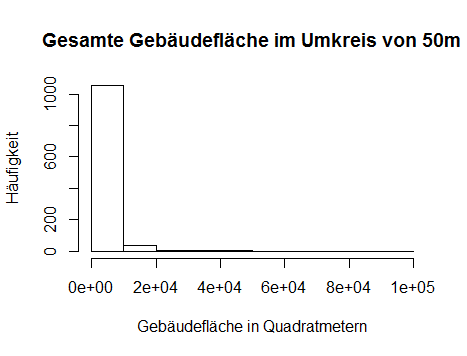 Gesamte Gebäudefläche im Umkreis von 50m
Häufigkeit
1000
600
200
0
0e+00 2e+04 4e+04 6e+04 8e+04 1e+05
Gebäudefläche in Quadratmetern